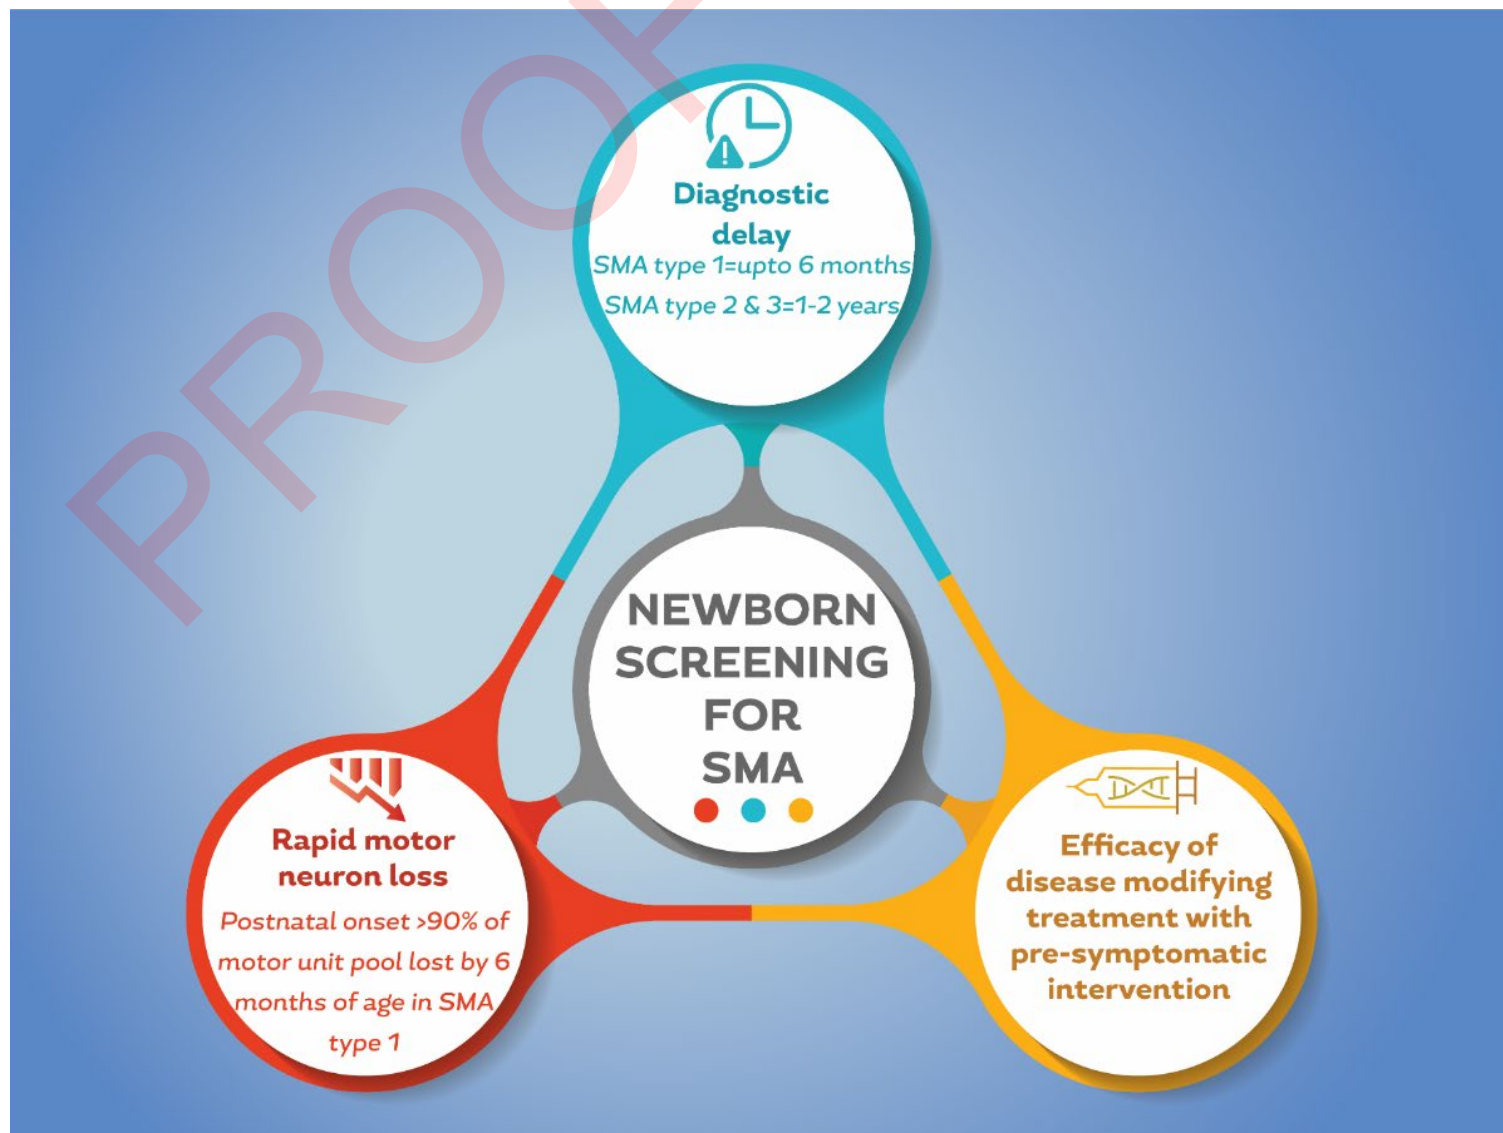 PROOF
Diagnostic
delay
SMA type 1=upto 6 months
SMA type 2 & 3=1-2 years
NEWBORN
SCREENING
FOR
SMA
Rapid motor
neuron loss
Postnatal onset >90% of
motor unit pool lost by 6
months of age in SMA
type 1
Efficacy of
disease modifying
treatment with
pre-symptomatic
intervention